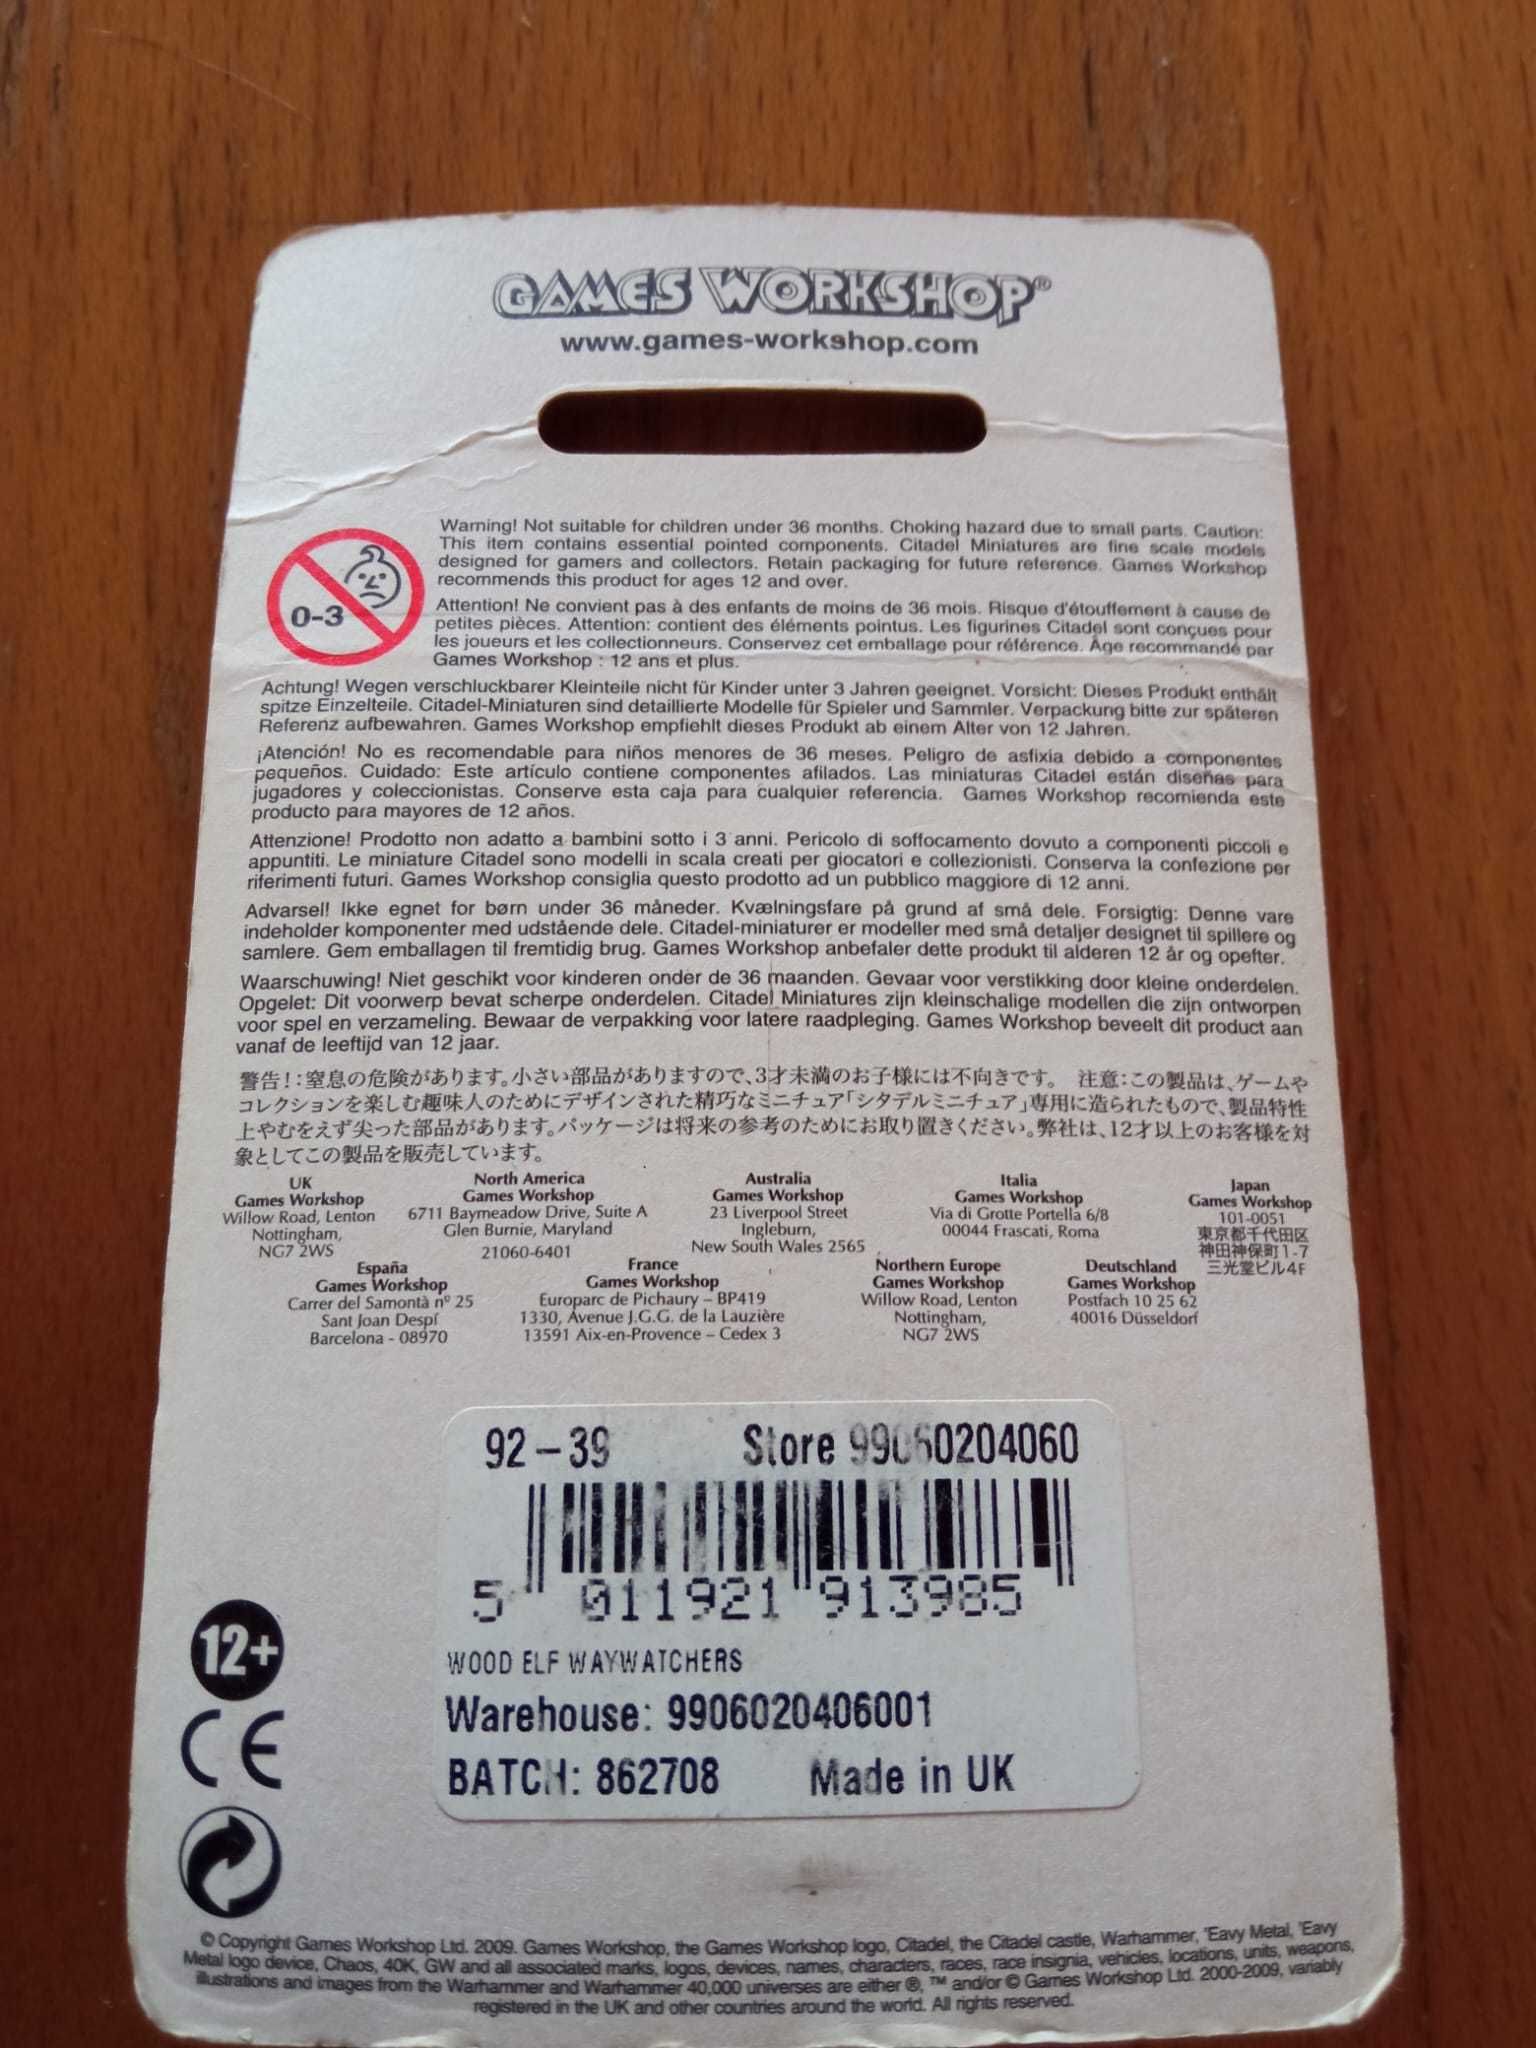 GAMES WORKSHOP®
www.games-workshop.com
Warning! Not suitable for children under 36 months. Choking hazard due to small parts. Caution:
This item contains essential pointed components. Citadel Miniatures are fine scale models
designed for gamers and collectors. Retain packaging for future reference. Games Workshop
recommends this product for ages 12 and over.
0-3
Attention! Ne convient pas à des enfants de moins de 36 mois. Risque d'étouffement à cause de
petites pièces. Attention: contient des éléments pointus. Les figurines Citadel sont conçues pour
les joueurs et les collectionneurs. Conservez cet emballage pour référence. Âge recommandé par
Games Workshop : 12 ans et plus.
Achtung! Wegen verschluckbarer Kleinteile nicht für Kinder unter 3 Jahren geeignet. Vorsicht: Dieses Produkt enthält
spitze Einzelteile. Citadel-Miniaturen sind detaillierte Modelle für Spieler und Sammler. Verpackung bitte zur späteren
Referenz aufbewahren. Games Workshop empfiehlt dieses Produkt ab einem Alter von 12 Jahren.
¡Atención! No es recomendable para niños menores de 36 meses. Peligro de asfixia debido a componentes
pequeños. Cuidado: Este artículo contiene componentes afilados. Las miniaturas Citadel están diseñas para
jugadores y coleccionistas. Conserve esta caja para cualquier referencia. Games Workshop recomienda este
producto para mayores de 12 años.
Attenzione! Prodotto non adatto a bambini sotto i 3 anni. Pericolo di soffocamento dovuto a componenti piccoli e
appuntiti. Le miniature Citadel sono modelli in scala creati per giocatori e collezionisti. Conserva la confezione per
riferimenti futuri. Games Workshop consiglia questo prodotto ad un pubblico maggiore di 12 anni.
Advarsel! Ikke egnet for børn under 36 måneder. Kvælningsfare på grund af små dele. Forsigtig: Denne vare
indeholder komponenter med udstående dele. Citadel-miniaturer er modeller med små detaljer designet til spillere og
samlere. Gem emballagen til fremtidig brug. Games Workshop anbefaler dette produkt til alderen 12 år og opefter.
Waarschuwing! Niet geschikt voor kinderen onder de 36 maanden. Gevaar voor verstikking door kleine onderdelen.
Opgelet: Dit voorwerp bevat scherpe onderdelen. Citadel Miniatures zijn kleinschalige modellen die zijn ontworpen
voor spel en verzameling. Bewaar de verpakking voor latere raadpleging. Games Workshop beveelt dit product aan
vanaf de leeftijd van 12 jaar.
警告！：窒息の危険があります。小さい部品がありますので、3才未満のお子様には不向きです。 注意：この製品は、ゲームや
コレクションを楽しむ趣味人のためにデザインされた精巧なミニチュア「シタデルミニチュア」専用に造られたもので、製品特性
上やむをえず尖った部品があります。パッケージは将来の参考のためにお取り置きください。弊社は、12才以上のお客様を対
象としてこの製品を販売しています。
UK
Games Workshop
Willow Road, Lenton
Nottingham,
NG7 2WS
North America
Games Workshop
6711 Baymeadow Drive, Suite A
Glen Burnie, Maryland
21060-6401
Australia
Games Workshop
23 Liverpool Street
Ingleburn,
New South Wales 2565
Italia
Games Workshop
Via di Grotte Portella 6/8
00044 Frascati, Roma
Japan
Games Workshop
101-0051
東京都千代田区
神田神保町1-7
三光堂ビル4F
España
Games Workshop
Carrer del Samontà nº 25
Sant Joan Despí
Barcelona - 08970
France
Games Workshop
Europarc de Pichaury – BP419
1330, Avenue J.G.G. de la Lauzière
13591 Aix-en-Provence – Cedex 3
Northern Europe
Games Workshop
Willow Road, Lenton
Nottingham,
NG7 2WS
Deutschland
Games Workshop
Postfach 10 25 62
40016 Düsseldorf
92-39 Store 99060204060
5 011921 913985
WOOD ELF WAYWATCHERS
Warehouse: 9906020406001
BATCH: 862708 Made in UK
12+
CE
© Copyright Games Workshop Ltd. 2009. Games Workshop, the Games Workshop logo, Citadel, the Citadel castle, Warhammer, 'Eavy Metal, 'Eavy
Metal logo device, Chaos, 40K, GW and all associated marks, logos, devices, names, characters, races, race insignia, vehicles, locations, units, weapons,
illustrations and images from the Warhammer and Warhammer 40,000 universes are either ®, ™ and/or © Games Workshop Ltd. 2000-2009, variably
registered in the UK and other countries around the world. All rights reserved.